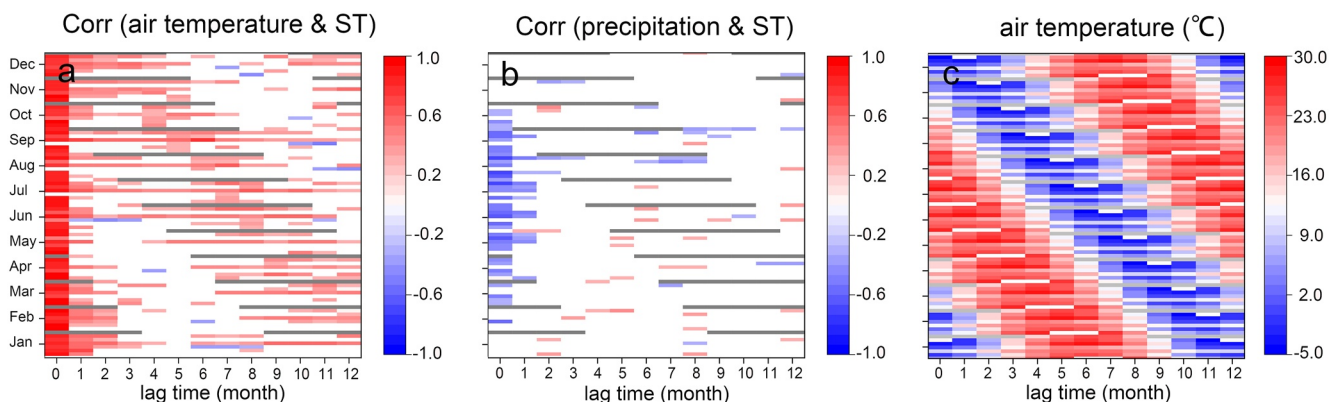 Corr (air temperature & ST)
a
Dec
Nov
Oct
Sep
Aug
Jul
Jun
May
Apr
Mar
Feb
Jan
0 1 2 3 4 5 6 7 8 9 10 11 12
lag time (month)
1.0
0.6
0.2
-0.2
-0.6
-1.0
Corr (precipitation & ST)
b
0 1 2 3 4 5 6 7 8 9 10 11 12
lag time (month)
1.0
0.6
0.2
-0.2
-0.6
-1.0
air temperature (℃)
c
0 1 2 3 4 5 6 7 8 9 10 11 12
lag time (month)
30.0
23.0
16.0
9.0
2.0
-5.0